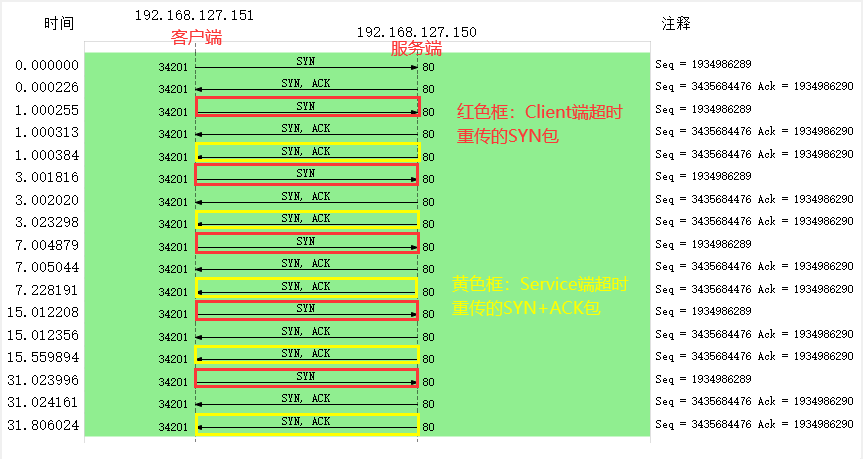 时间 192.168.127.151 192.168.127.150 注释
客户端 服务端
0.000000 34201 SYN 80 Seq = 1934986289
0.000226 34201 SYN, ACK 80 Seq = 3435684476 Ack = 1934986290
1.000255 34201 SYN 80 Seq = 1934986289
红色框：Client端超时
重传的SYN包
1.000313 34201 SYN, ACK 80 Seq = 3435684476 Ack = 1934986290
1.000384 34201 SYN, ACK 80 Seq = 3435684476 Ack = 1934986290
3.001816 34201 SYN 80 Seq = 1934986289
3.002020 34201 SYN, ACK 80 Seq = 3435684476 Ack = 1934986290
3.023298 34201 SYN, ACK 80 Seq = 3435684476 Ack = 1934986290
7.004879 34201 SYN 80 Seq = 1934986289
7.005044 34201 SYN, ACK 80 Seq = 3435684476 Ack = 1934986290
黄色框：Service端超时
重传的SYN+ACK包
7.228191 34201 SYN, ACK 80 Seq = 3435684476 Ack = 1934986290
15.012208 34201 SYN 80 Seq = 1934986289
15.012356 34201 SYN, ACK 80 Seq = 3435684476 Ack = 1934986290
15.559894 34201 SYN, ACK 80 Seq = 3435684476 Ack = 1934986290
31.023996 34201 SYN 80 Seq = 1934986289
31.024161 34201 SYN, ACK 80 Seq = 3435684476 Ack = 1934986290
31.806024 34201 SYN, ACK 80 Seq = 3435684476 Ack = 1934986290